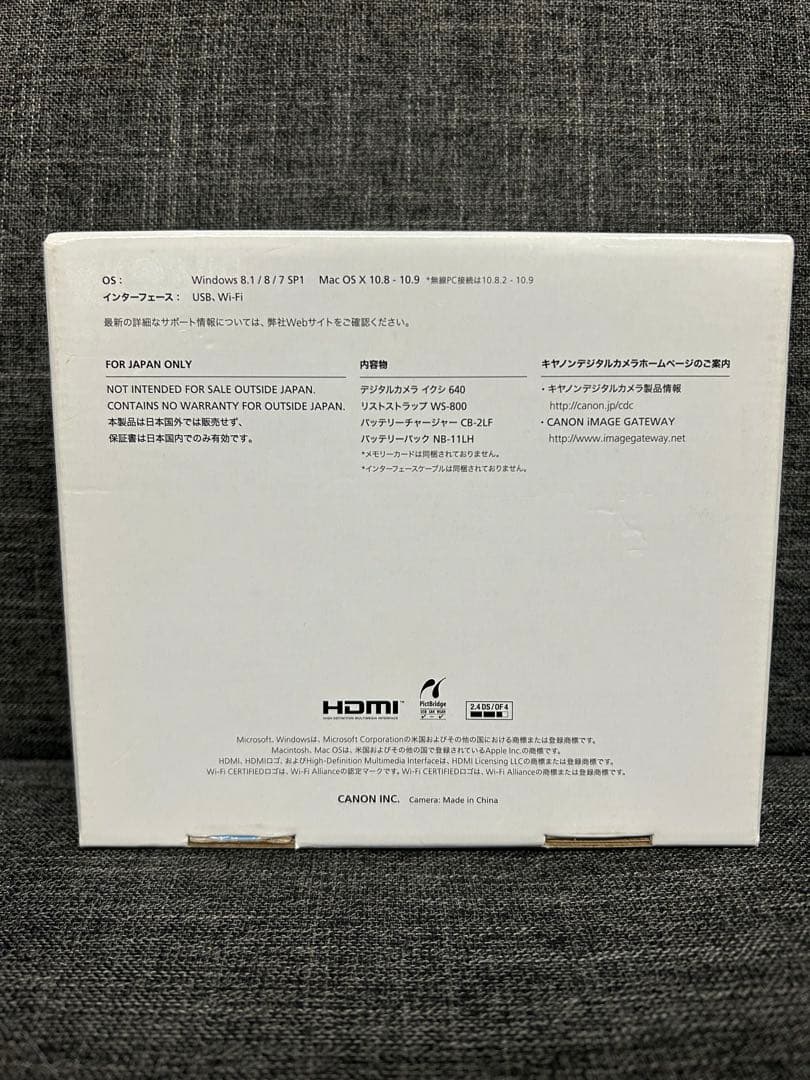 OS： Windows 8.1 / 8 / 7 SP1 Mac OS X 10.8 - 10.9 *無線PC接続は10.8.2 - 10.9
インターフェース： USB、Wi-Fi
最新の詳細なサポート情報については、弊社Webサイトをご確認ください。
FOR JAPAN ONLY
NOT INTENDED FOR SALE OUTSIDE JAPAN.
CONTAINS NO WARRANTY FOR OUTSIDE JAPAN.
本製品は日本国外では販売せず、
保証書は日本国内でのみ有効です。
内容物
デジタルカメラ イクシ 640
リストストラップ WS-800
バッテリーチャージャー CB-2LF
バッテリーパック NB-11LH
*メモリーカードは同梱されておりません。
*インターフェースケーブルは同梱されておりません。
キヤノンデジタルカメラホームページのご案内
・キヤノンデジタルカメラ製品情報
http://canon.jp/cdc
・CANON iMAGE GATEWAY
http://www.imagegateway.net
HDMI™
HIGH DEFINITION MULTIMEDIA INTERFACE
PictBridge
2.4 DS/OF 4
Microsoft、Windowsは、Microsoft Corporationの米国およびその他の国における商標または登録商標です。
Macintosh、Mac OSは、米国およびその他の国で登録されているApple Inc.の商標です。
HDMI、HDMIロゴ、およびHigh-Definition Multimedia Interfaceは、HDMI Licensing LLCの商標または登録商標です。
Wi-Fi CERTIFIEDロゴは、Wi-Fi Allianceの認定マークです。Wi-Fi CERTIFIEDロゴは、Wi-Fi Allianceの商標または登録商標です。
CANON INC. Camera: Made in China